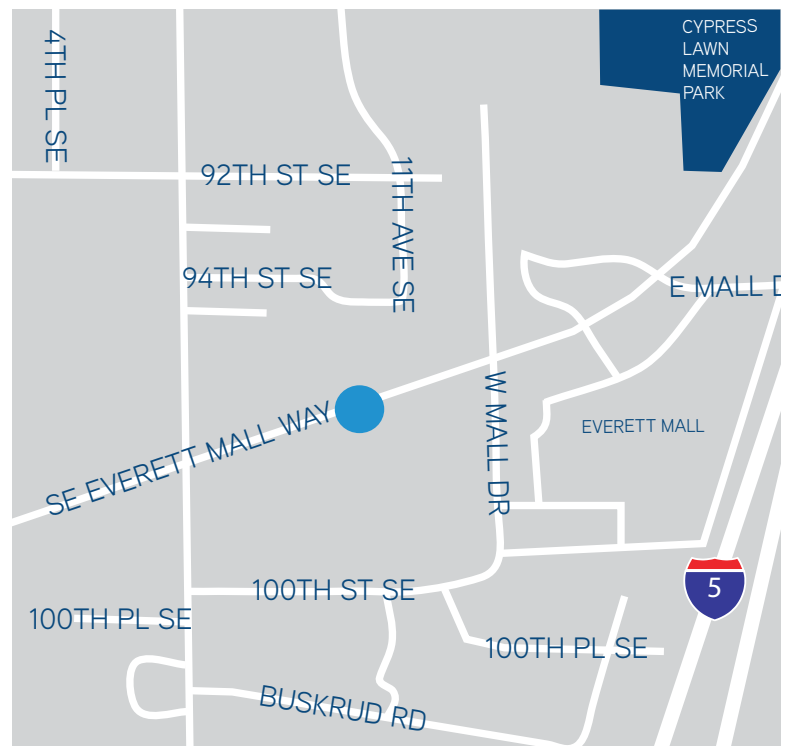 CYPRESS
LAWN
MEMORIAL
PARK
4TH PL SE
92TH ST SE
11TH AVE SE
94TH ST SE
E MALL D
W MALL DR
SE EVERETT MALL WAY
EVERETT MALL
100TH ST SE
5
100TH PL SE
100TH PL SE
BUSKRUD RD